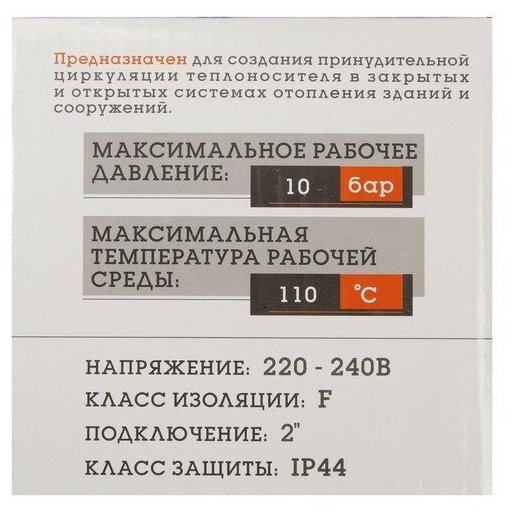 Предназначен для создания принудительной
циркуляции теплоносителя в закрытых
и открытых системах отопления зданий и
сооружений.
МАКСИМАЛЬНОЕ РАБОЧЕЕ
ДАВЛЕНИЕ:
10 бар
МАКСИМАЛЬНАЯ
ТЕМПЕРАТУРА РАБОЧЕЙ
СРЕДЫ:
110 °C
НАПРЯЖЕНИЕ: 220 - 240В
КЛАСС ИЗОЛЯЦИИ: F
ПОДКЛЮЧЕНИЕ: 2”
КЛАСС ЗАЩИТЫ: IP44